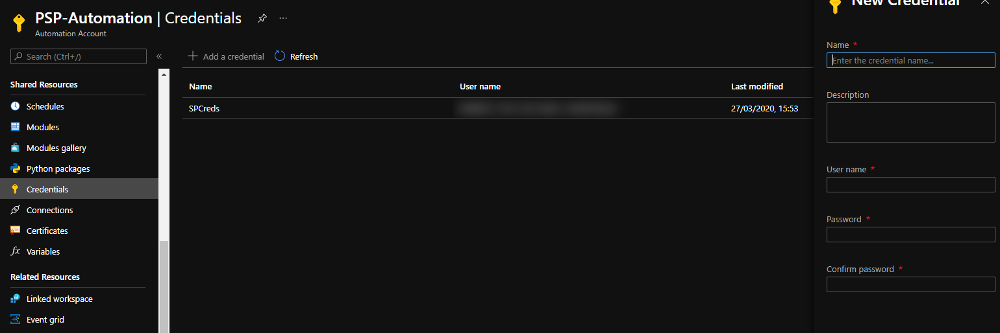 PSP-Automation | Credentials
Automation Account
Search (Ctrl+/)
Shared Resources
Schedules
Modules
Modules gallery
Python packages
Credentials
Connections
Certificates
Variables
Related Resources
Linked workspace
Event grid
Add a credential Refresh
Name User name Last modified
SPCreds 27/03/2020, 15:53
New Credential
Name *
Enter the credential name...
Description
User name *
Password *
Confirm password *